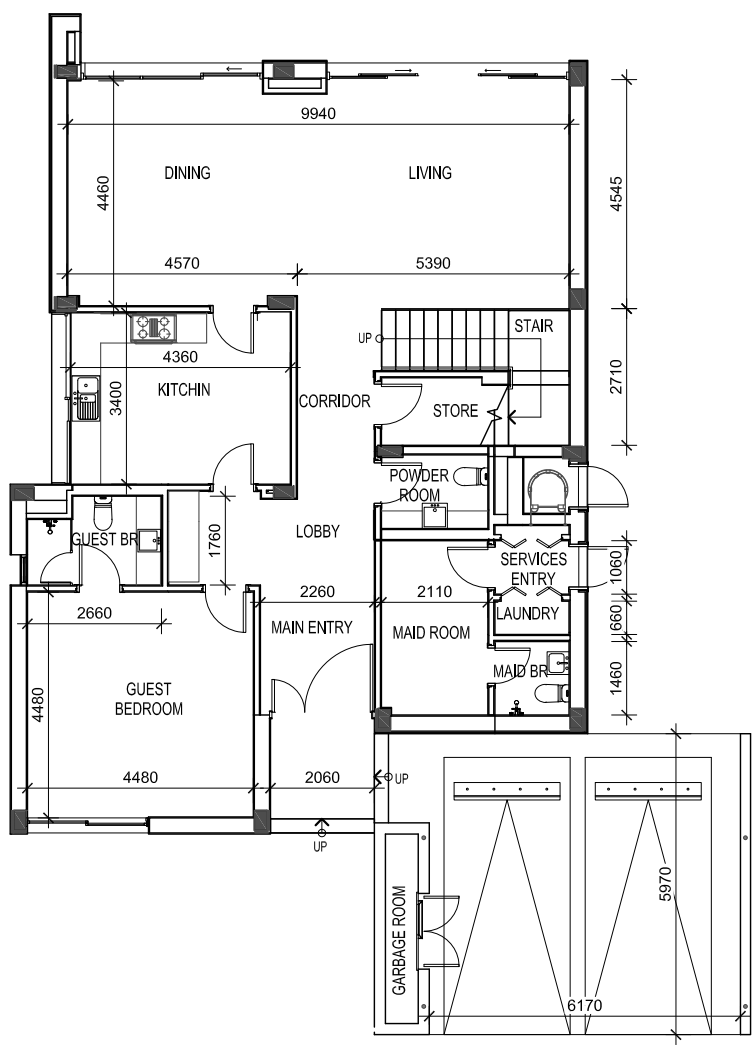 9940
DINING
LIVING
4460
4545
4570
5390
UP
STAIR
4360
KITCHIN
3400
2710
CORRIDOR
STORE
POWDER
ROOM
GUEST BR
1760
LOBBY
SERVICES
ENTRY
1060
2660
2260
2110
LAUNDRY
660
MAIN ENTRY
MAID ROOM
MAID BR
1460
GUEST
BEDROOM
4480
4480
2060
UP
UP
5970
GARBAGE ROOM
6170